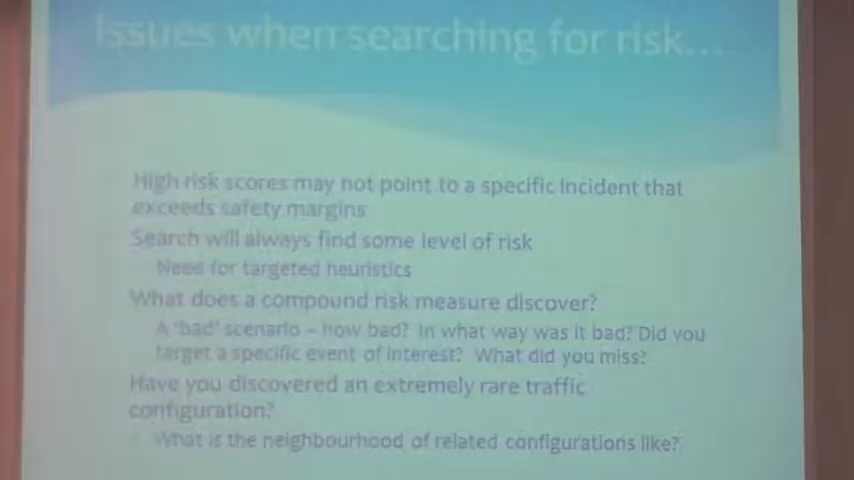 Issues when searching for risk...
High risk scores may not point to a specific incident that
exceeds safety margins
Search will always find some level of risk
Need for targeted heuristics
What does a compound risk measure discover?
A 'bad' scenario – how bad? In what way was it bad? Did you
target a specific event of interest? What did you miss?
Have you discovered an extremely rare traffic
configuration?
What is the neighbourhood of related configurations like?